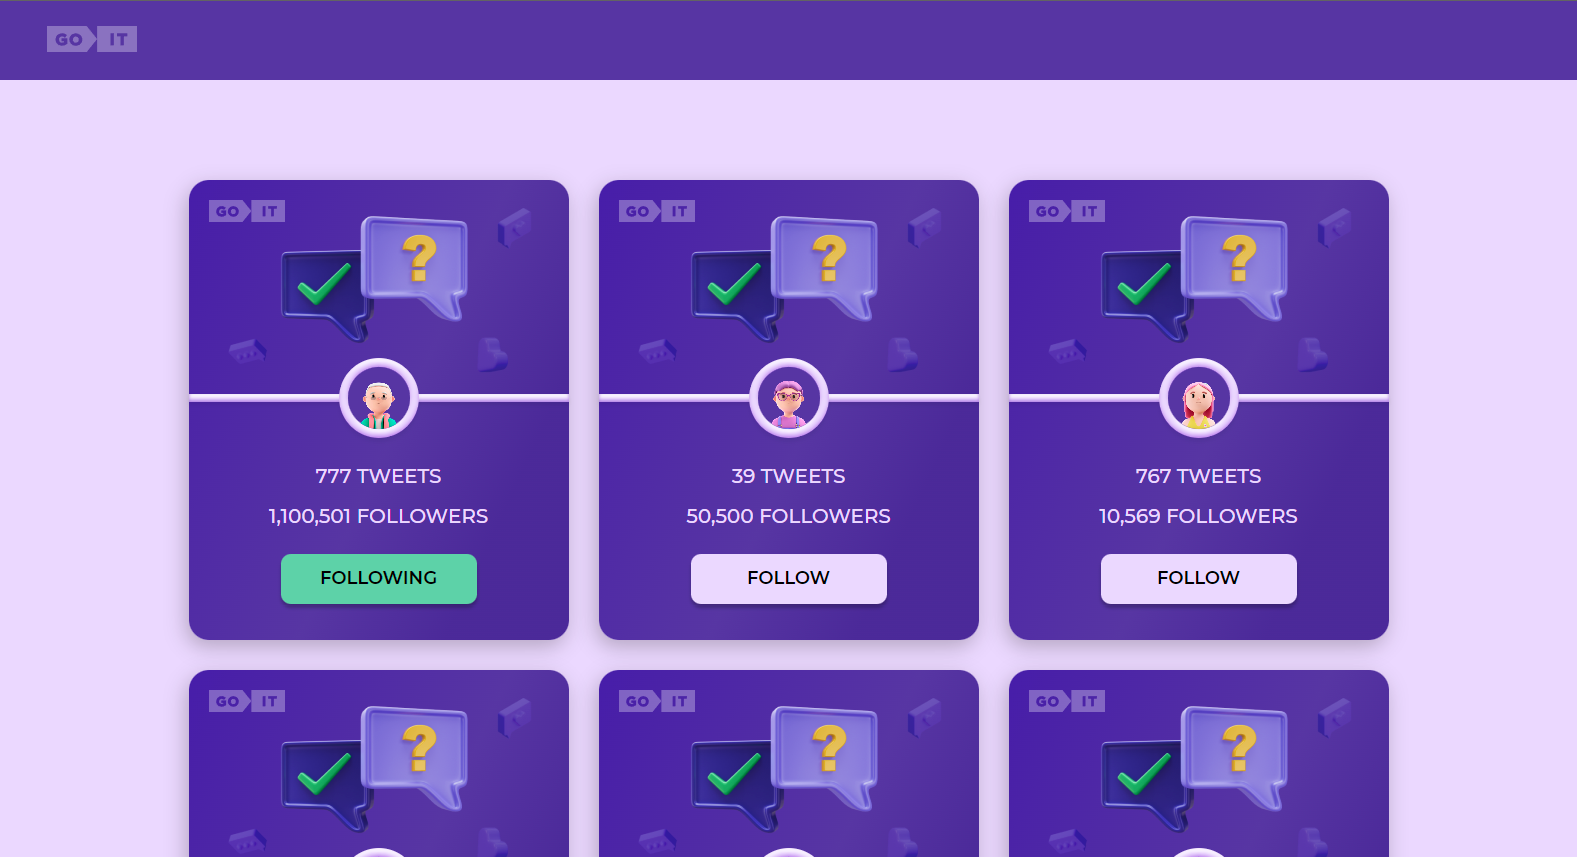 GO IT
GO IT
GO IT
GO IT
777 TWEETS
39 TWEETS
767 TWEETS
1,100,501 FOLLOWERS
50,500 FOLLOWERS
10,569 FOLLOWERS
FOLLOWING
FOLLOW
FOLLOW
GO IT
GO IT
GO IT